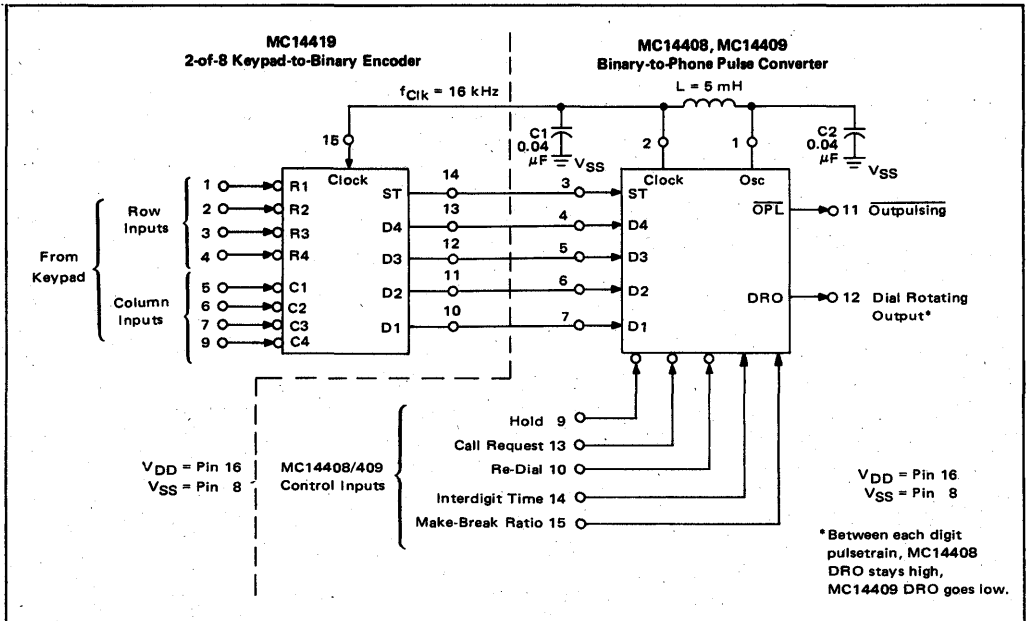 MC14419
2-of-8 Keypad-to-Binary Encoder
MC14408, MC14409
Binary-to-Phone Pulse Converter
fClk = 16 kHz
L = 5 mH
C1
0.04
μF
VSS
C2
0.04
μF
VSS
15
2
1
Clock
From
Keypad
Row
Inputs
Column
Inputs
1
2
3
4
5
6
7
9
R1
R2
R3
R4
C1
C2
C3
C4
ST
D4
D3
D2
D1
14
13
12
11
10
3
4
5
6
7
Clock
Osc
ST
D4
D3
D2
D1
OPL
DRO
11 Outpulsing
12 Dial Rotating
Output*
VDD = Pin 16
VSS = Pin 8
MC14408/409
Control Inputs
Hold 9
Call Request 13
Re-Dial 10
Interdigit Time 14
Make-Break Ratio 15
VDD = Pin 16
VSS = Pin 8
*Between each digit
pulsetrain, MC14408
DRO stays high,
MC14409 DRO goes low.